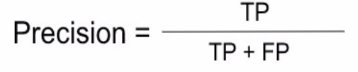 Precision = TP
TP + FP